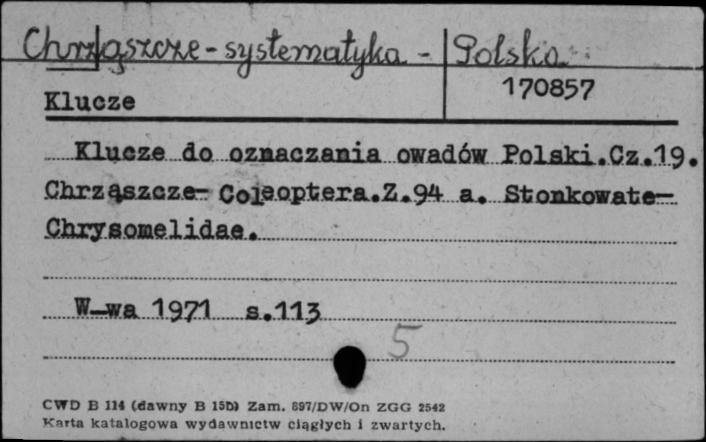 Chrząszcze - systematyka - Polska
170857
Klucze
Klucze do oznaczania owadów Polski.Cz.19.
Chrząszcze- Coleoptera.Z.94 a. Stonkowate-
Chrysomelidae.
W-wa 1971 s.113
5
CWD B 114 (dawny B 15D) Zam. 897/DW/On ZGG 2542
Karta katalogowa wydawnictw ciągłych i zwartych.